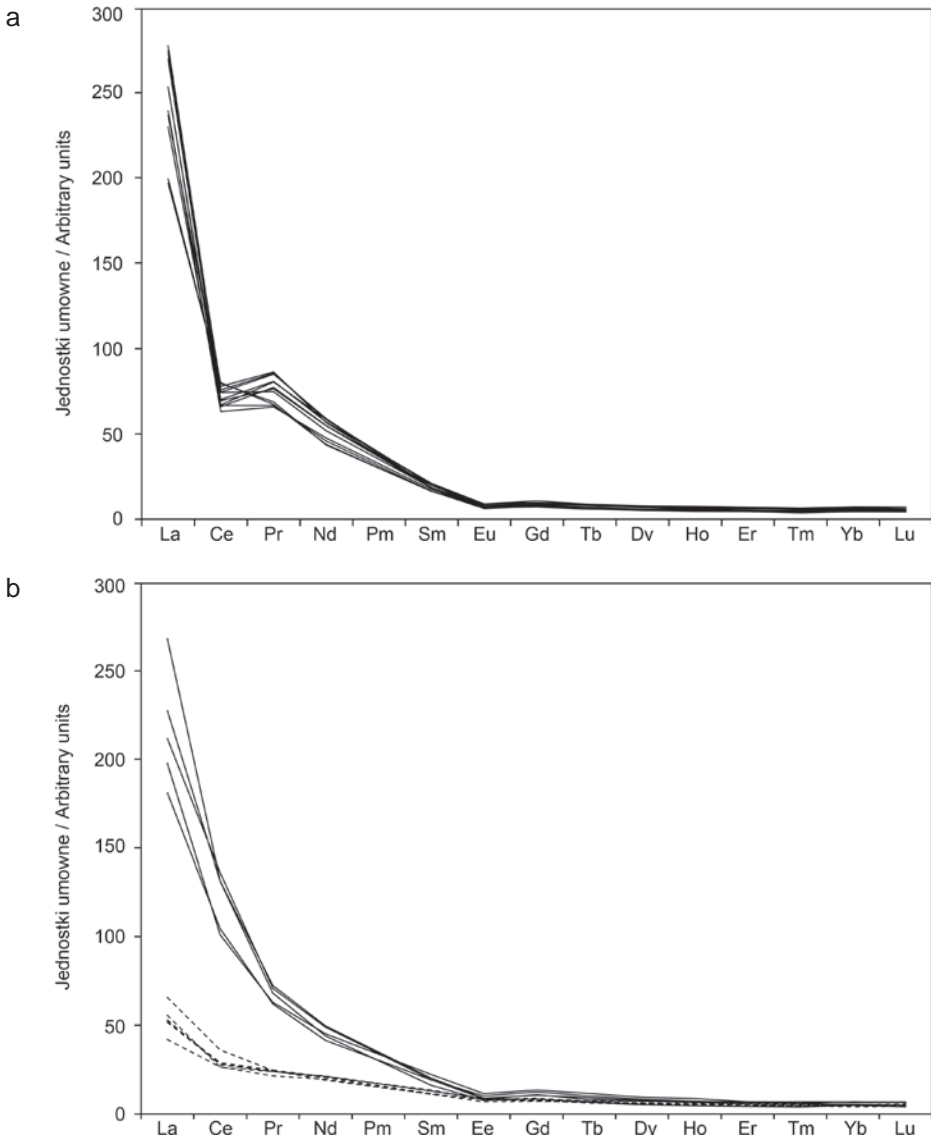 a
Jednostki umowne / Arbitrary units
300
250
200
150
100
50
0
La Ce Pr Nd Pm Sm Eu Gd Tb Dv Ho Er Tm Yb Lu
b
Jednostki umowne / Arbitrary units
300
250
200
150
100
50
0
La Ce Pr Nd Pm Sm Ee Gd Tb Dv Ho Er Tm Yb Lu